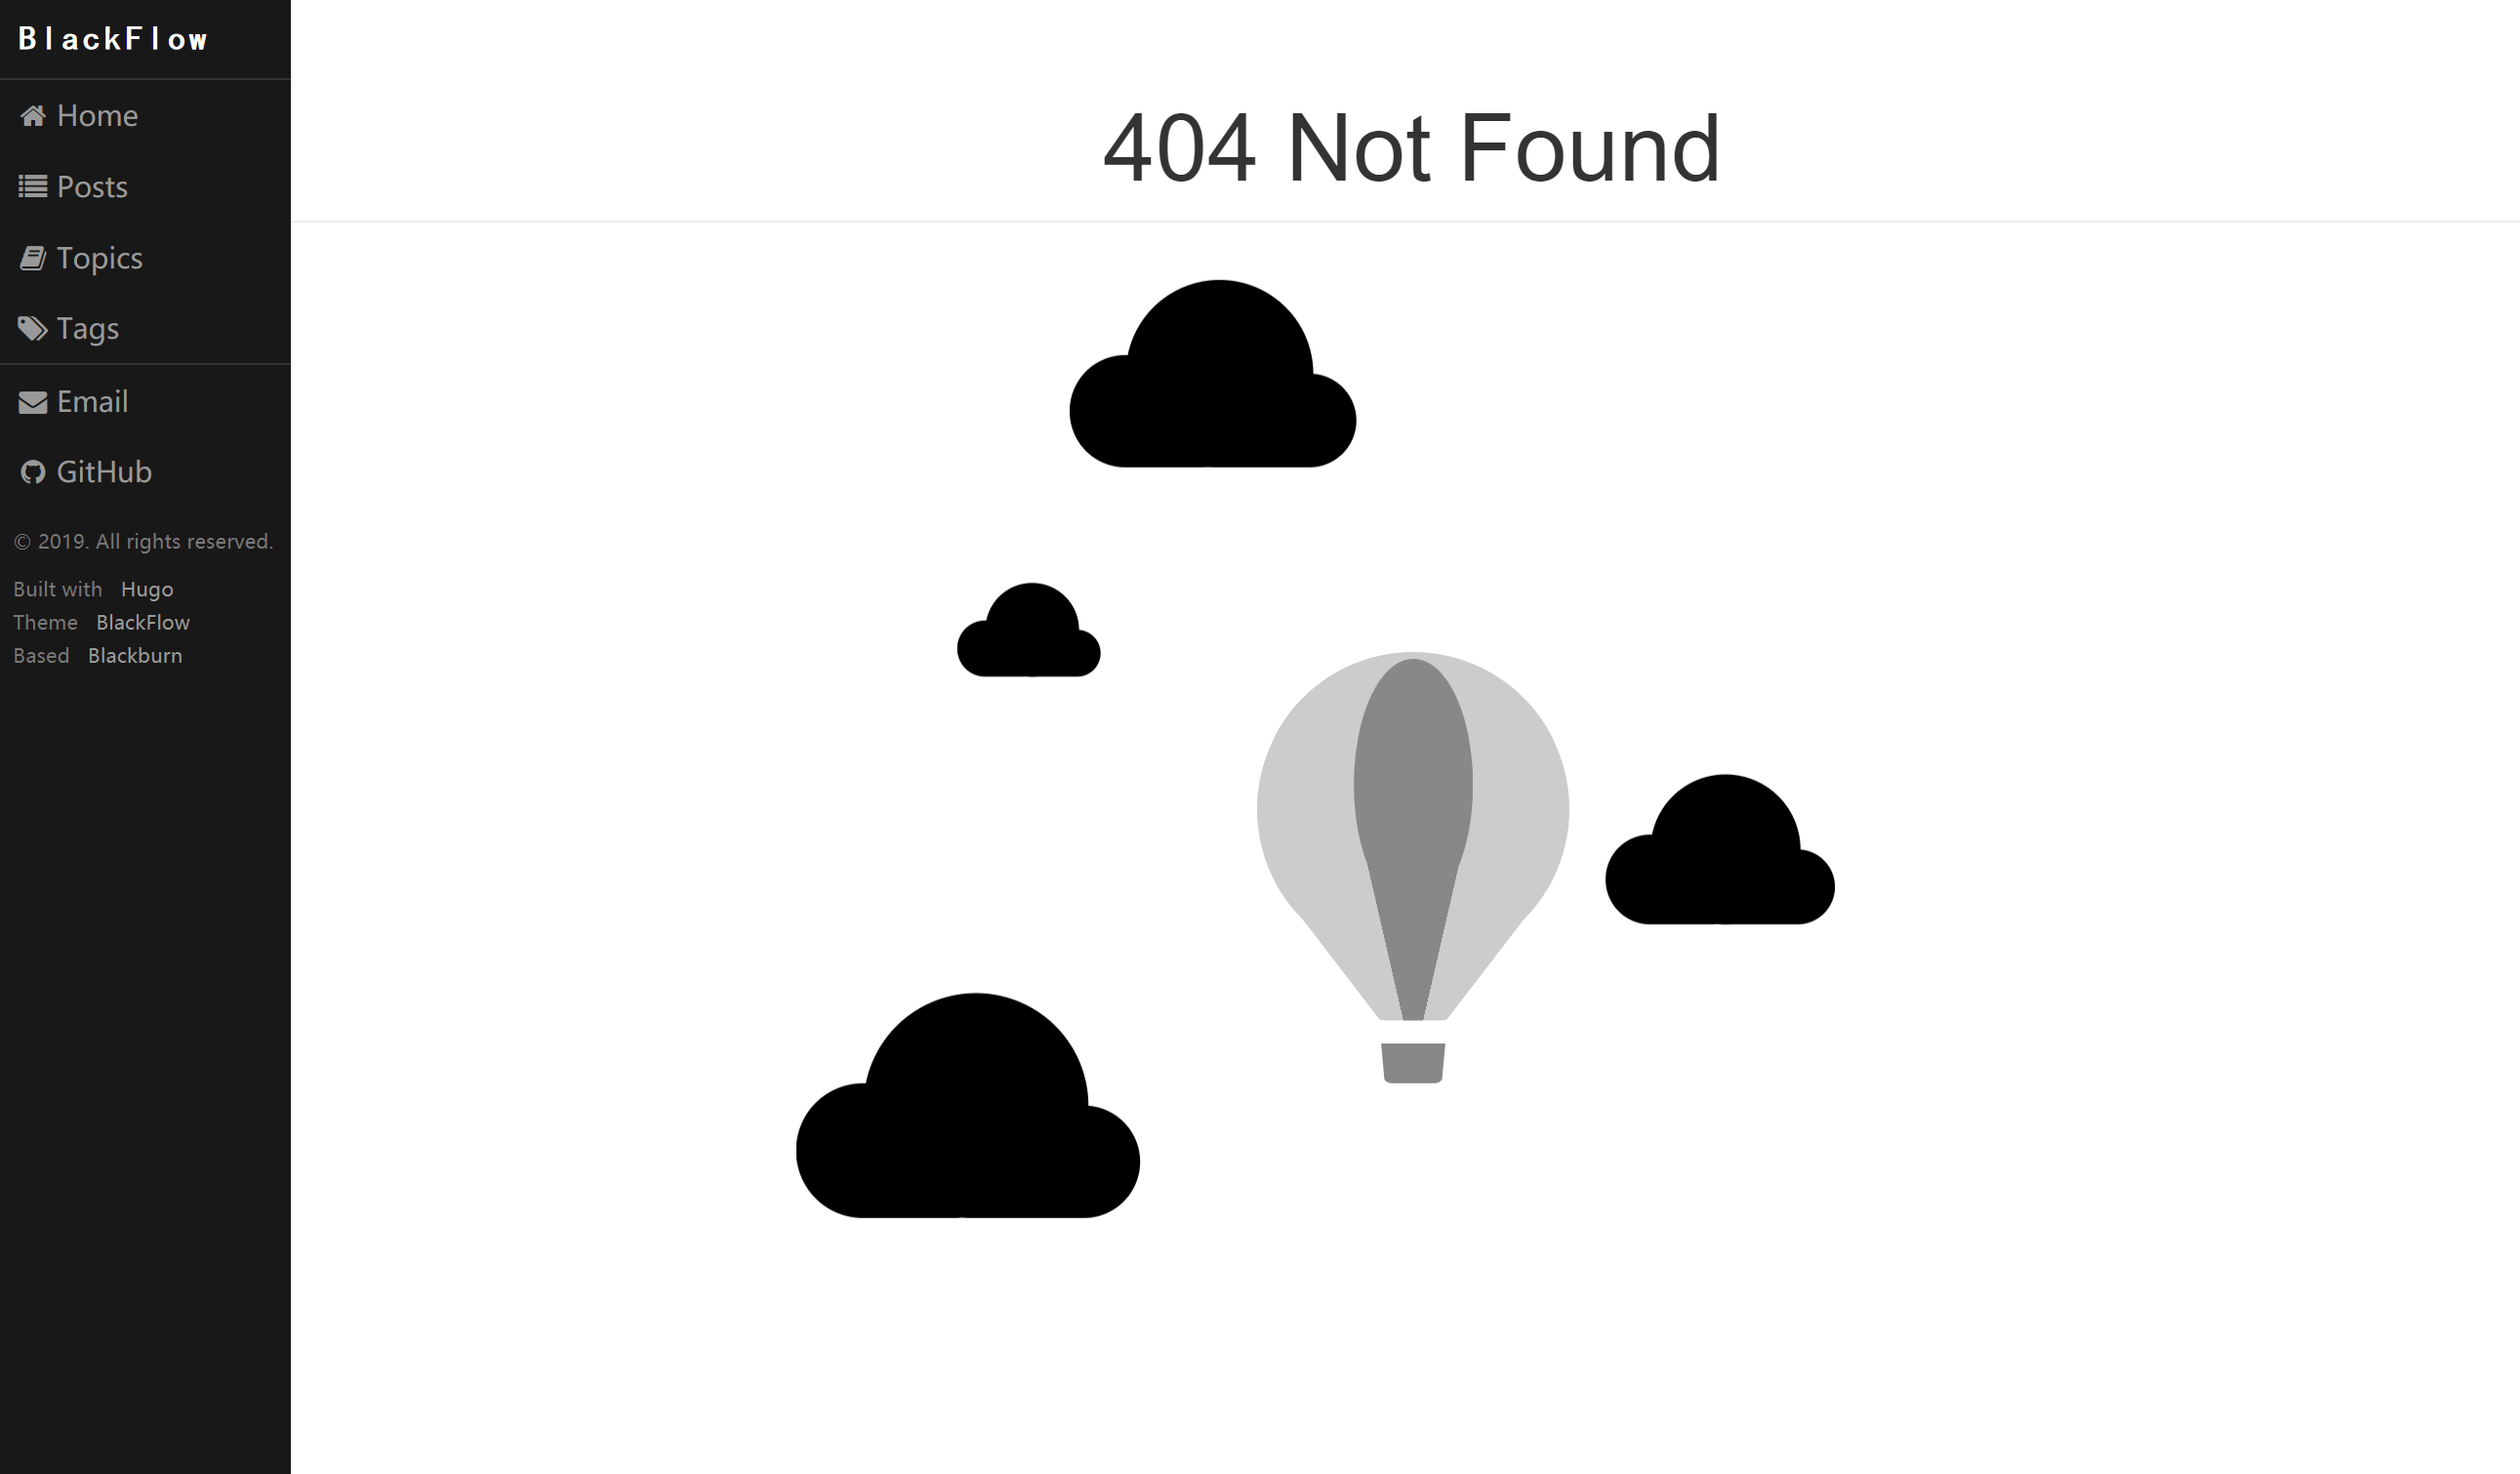 BlackFlow
Home
Posts
Topics
Tags
Email
GitHub
© 2019. All rights reserved.
Built with Hugo
Theme BlackFlow
Based Blackburn
404 Not Found